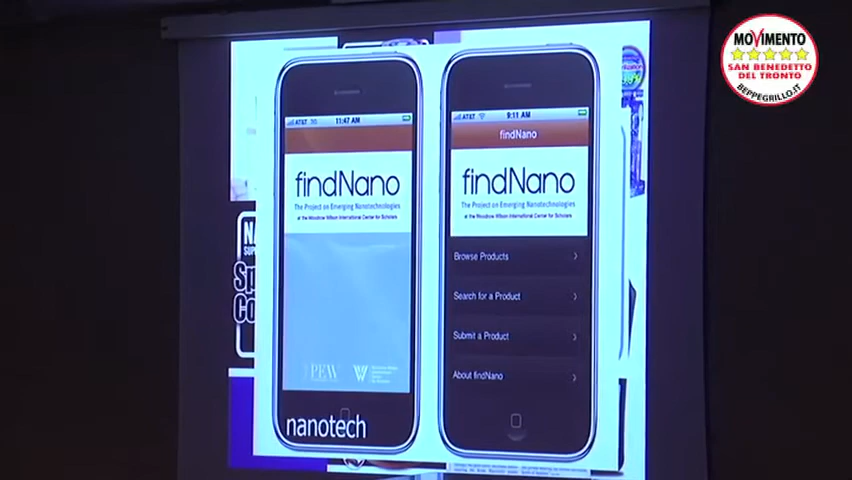 MOVIMENTO
SAN BENEDETTO
DEL TRONTO
BEPPEGRILLO.IT
AT&T 3G 11:47 AM
findNano
The Project on Emerging Nanotechnologies
at the Woodrow Wilson International Center for Scholars
PEW
W
nanotech
AT&T 9:11 AM
findNano
findNano
The Project on Emerging Nanotechnologies
at the Woodrow Wilson International Center for Scholars
Browse Products
Search for a Product
Submit a Product
About findNano